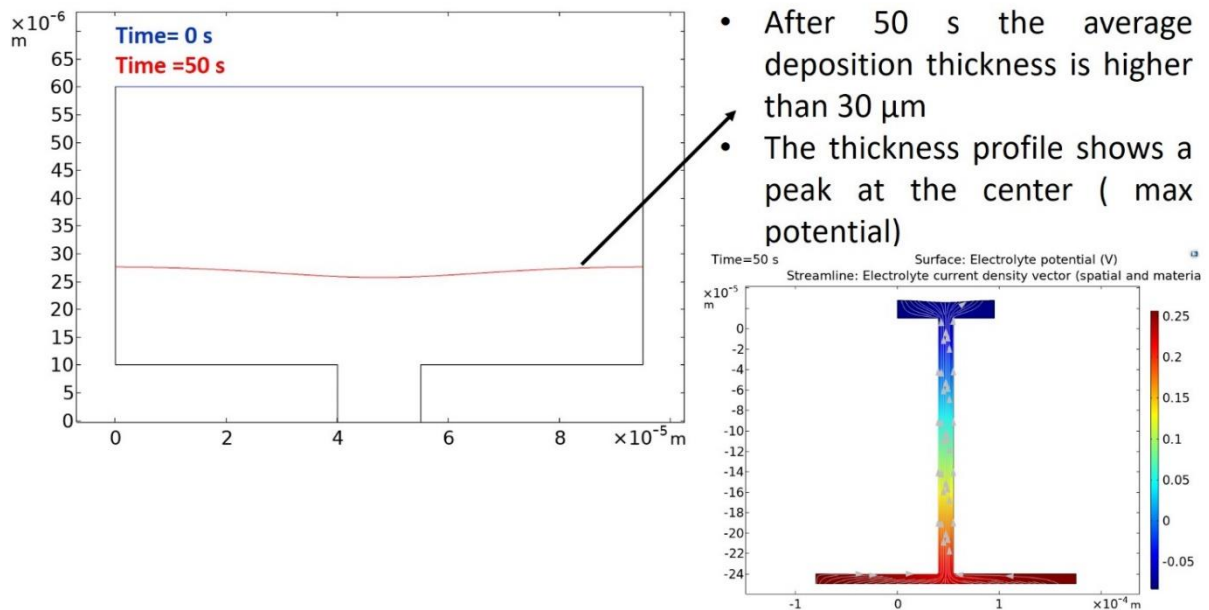 ×10⁻⁶
m
Time= 0 s
Time =50 s
60
55
50
45
40
35
30
25
20
15
10
5
0
0
2
4
6
8
×10⁻⁵ m
• After 50 s the average
deposition thickness is higher
than 30 µm
• The thickness profile shows a
peak at the center ( max
potential)
Time=50 s
Surface: Electrolyte potential (V)
Streamline: Electrolyte current density vector (spatial and materia
×10⁻⁵
m
0
-2
-4
-6
-8
-10
-12
-14
-16
-18
-20
-22
-24
-1
0
1
×10⁻⁴ m
0.25
0.2
0.15
0.1
0.05
0
-0.05